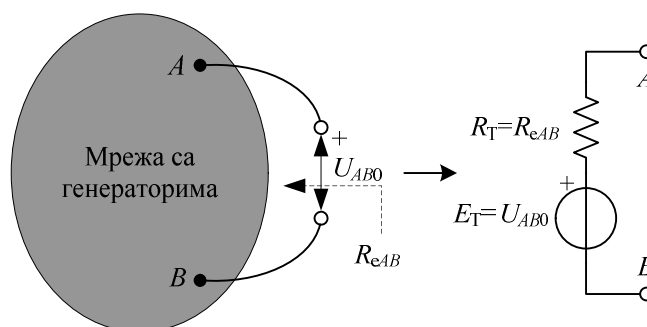 A
Мрежа са
генераторима
B
+
U_AB0
R_eAB
R_T=R_eAB
+
E_T=U_AB0
A
B